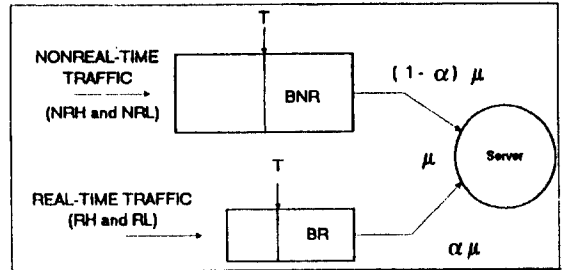 T
NONREAL-TIME
TRAFFIC
(NRH and NRL)
BNR
(1 - α) μ
μ
Server
T
REAL-TIME TRAFFIC
(RH and RL)
BR
α μ